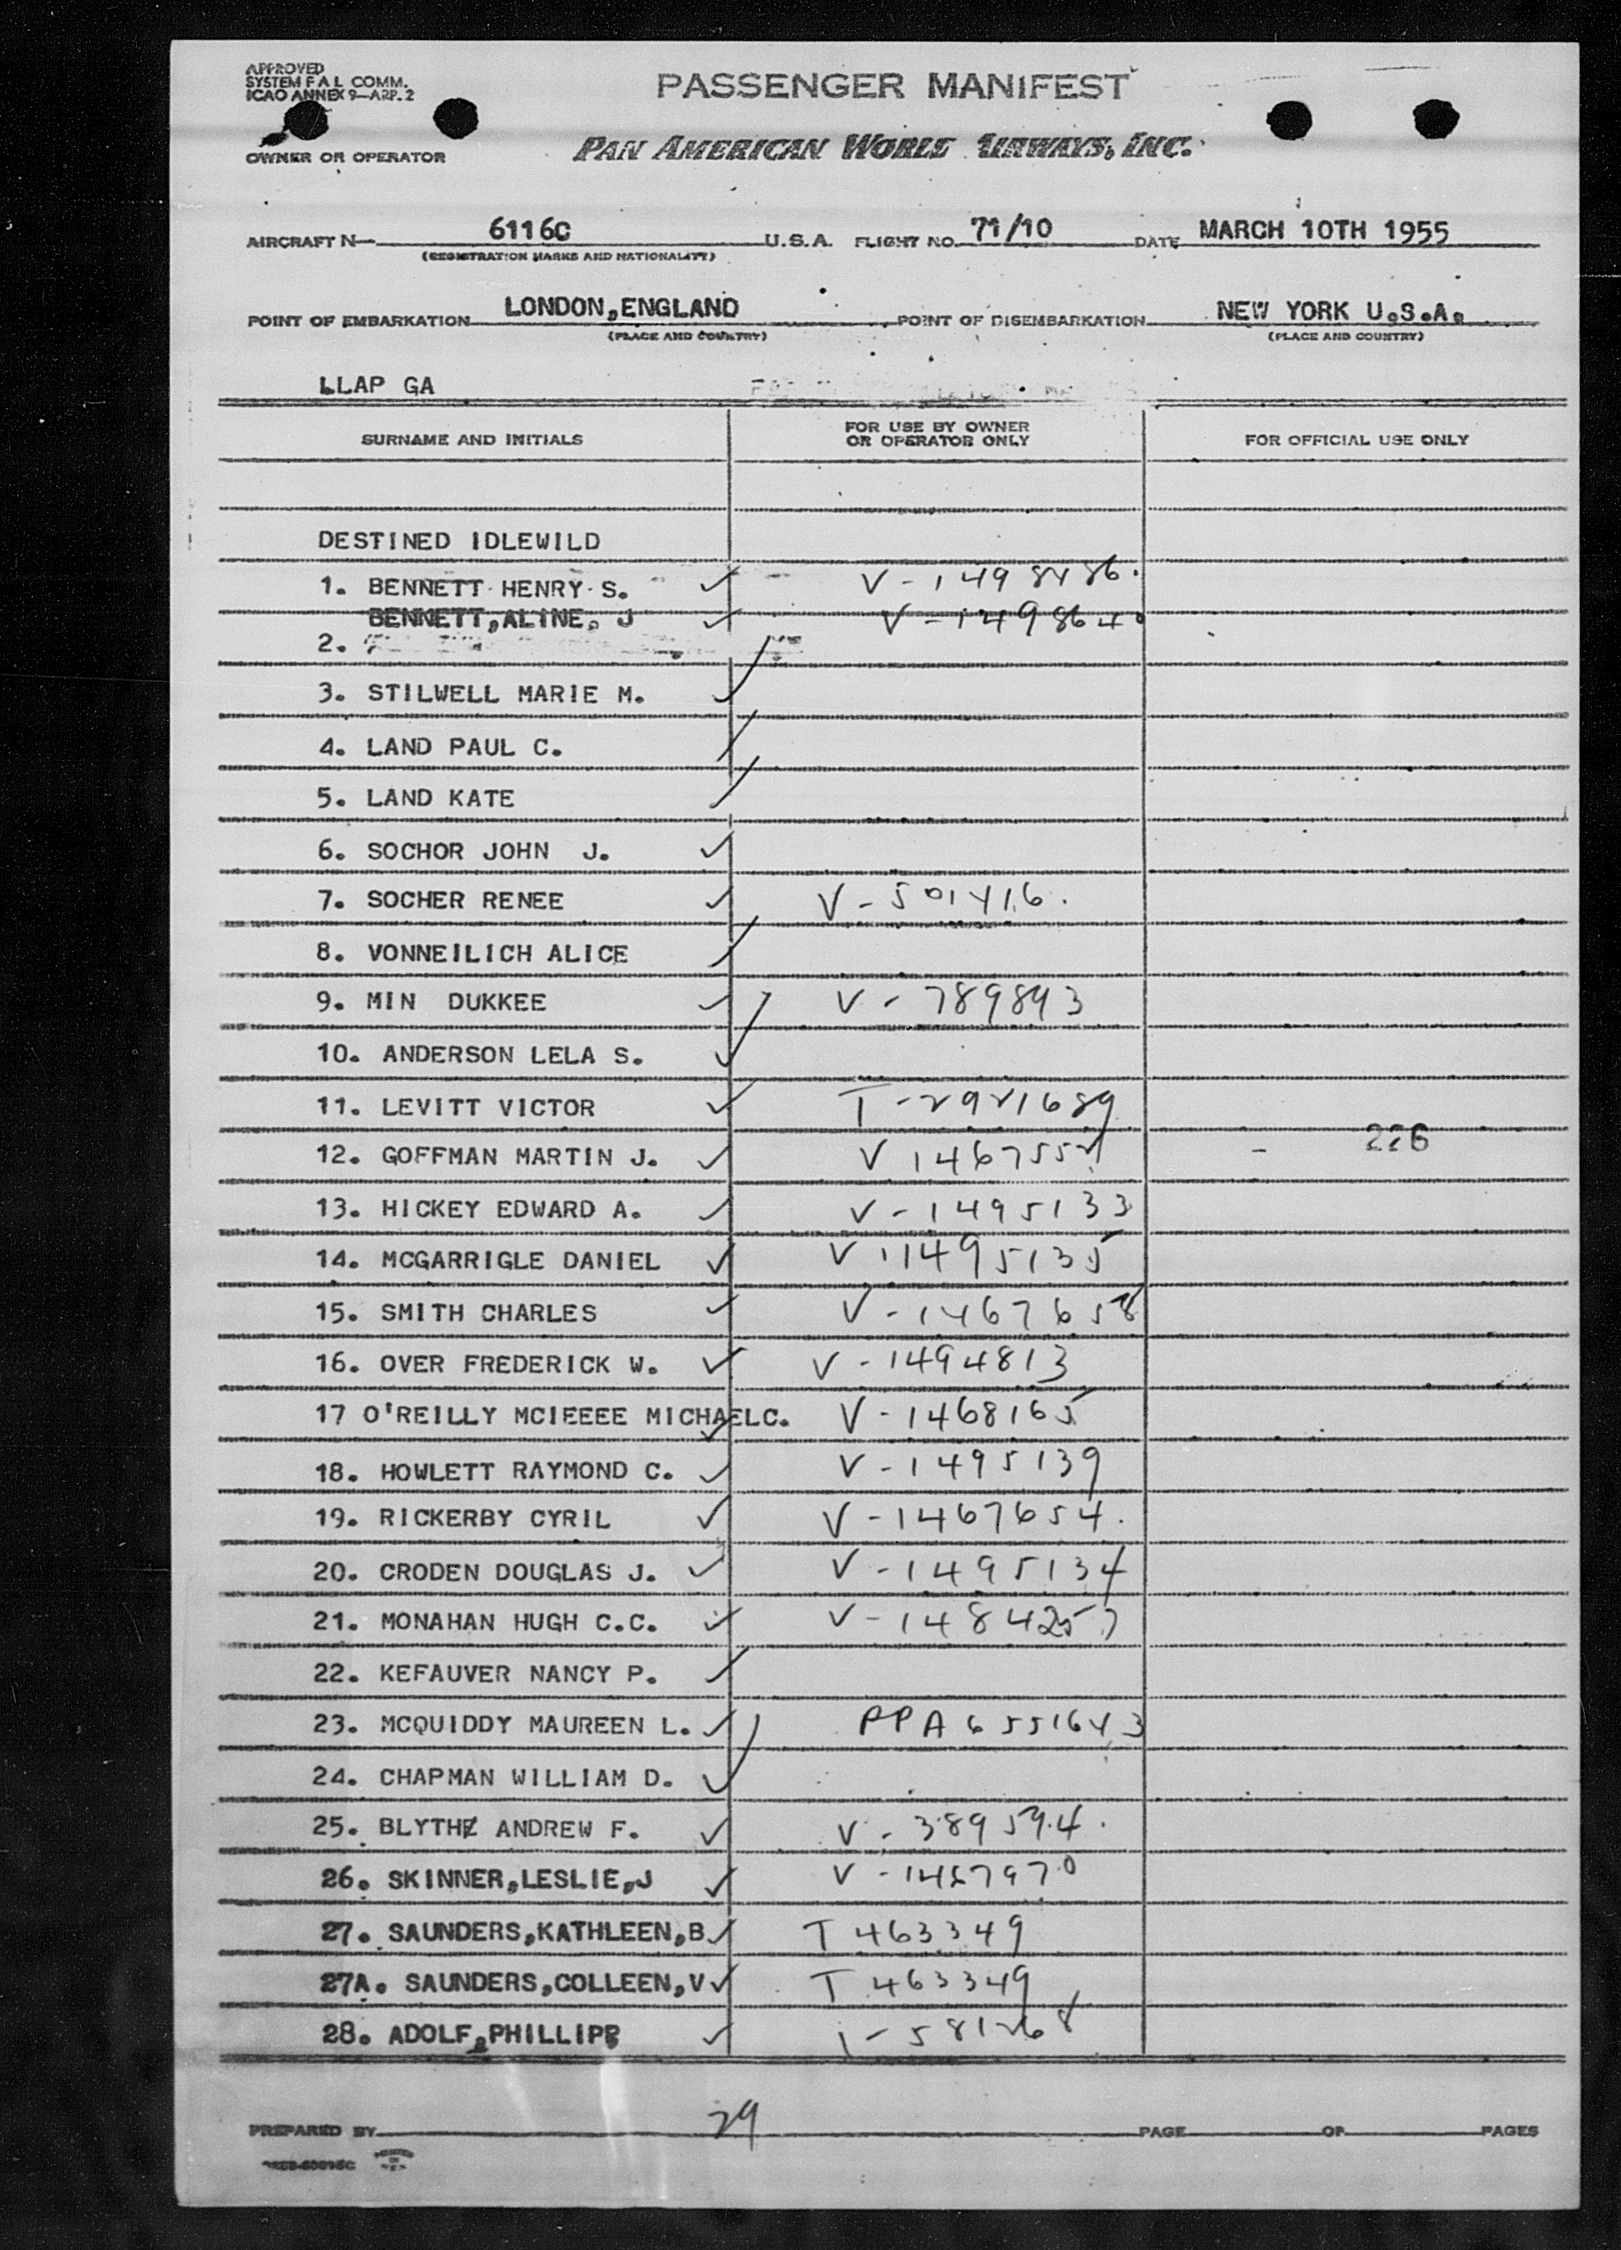 APPROVED
SYSTEM F A L COMM.
ICAO ANNEX 9—APP. 2
PASSENGER MANIFEST
OWNER OR OPERATOR
PAN AMERICAN WORLD AIRWAYS, INC.
AIRCRAFT N— 6116C U.S.A. FLIGHT NO. 71/10 DATE MARCH 10TH 1955
(REGISTRATION MARKS AND NATIONALITY)
POINT OF EMBARKATION LONDON,ENGLAND POINT OF DISEMBARKATION NEW YORK U.S.A.
(PLACE AND COUNTRY) (PLACE AND COUNTRY)
LLAP GA
SURNAME AND INITIALS FOR USE BY OWNER OR OPERATOR ONLY FOR OFFICIAL USE ONLY
DESTINED IDLEWILD
1. BENNETT HENRY S. ✓
BENNETT,ALINE, J ✓ V-1498640
2.
3. STILWELL MARIE M. ✓
4. LAND PAUL C.
5. LAND KATE
6. SOCHOR JOHN J. ✓
7. SOCHER RENEE ✓ V-501416.
8. VONNEILICH ALICE
9. MIN DUKKEE ✓ V-789893
10. ANDERSON LELA S. ✓
11. LEVITT VICTOR ✓ T-2921689
226
12. GOFFMAN MARTIN J. ✓
13. HICKEY EDWARD A. ✓ V-1495133
14. MCGARRIGLE DANIEL ✓ V-1495135
15. SMITH CHARLES ✓ V-1467658
16. OVER FREDERICK W. ✓ V-1494813
17 O'REILLY MCIEEEE MICHAELC. ✓ V-1468165
18. HOWLETT RAYMOND C. ✓ V-1495139
19. RICKERBY CYRIL ✓ V-1467654.
20. CRODEN DOUGLAS J. ✓ V-1495134
21. MONAHAN HUGH C.C. ✓ V-1484257
22. KEFAUVER NANCY P. ✓
23. MCQUIDDY MAUREEN L. ✓ PPA 6551643
24. CHAPMAN WILLIAM D. ✓
25. BLYTHE ANDREW F. ✓ V-389594.
26. SKINNER,LESLIE,J ✓ V-1467970
27. SAUNDERS,KATHLEEN,B ✓ T 463349
27A. SAUNDERS,COLLEEN,V ✓ T 463349
28. ADOLF,PHILLIPP ✓
PREPARED BY 29 PAGE OF PAGES